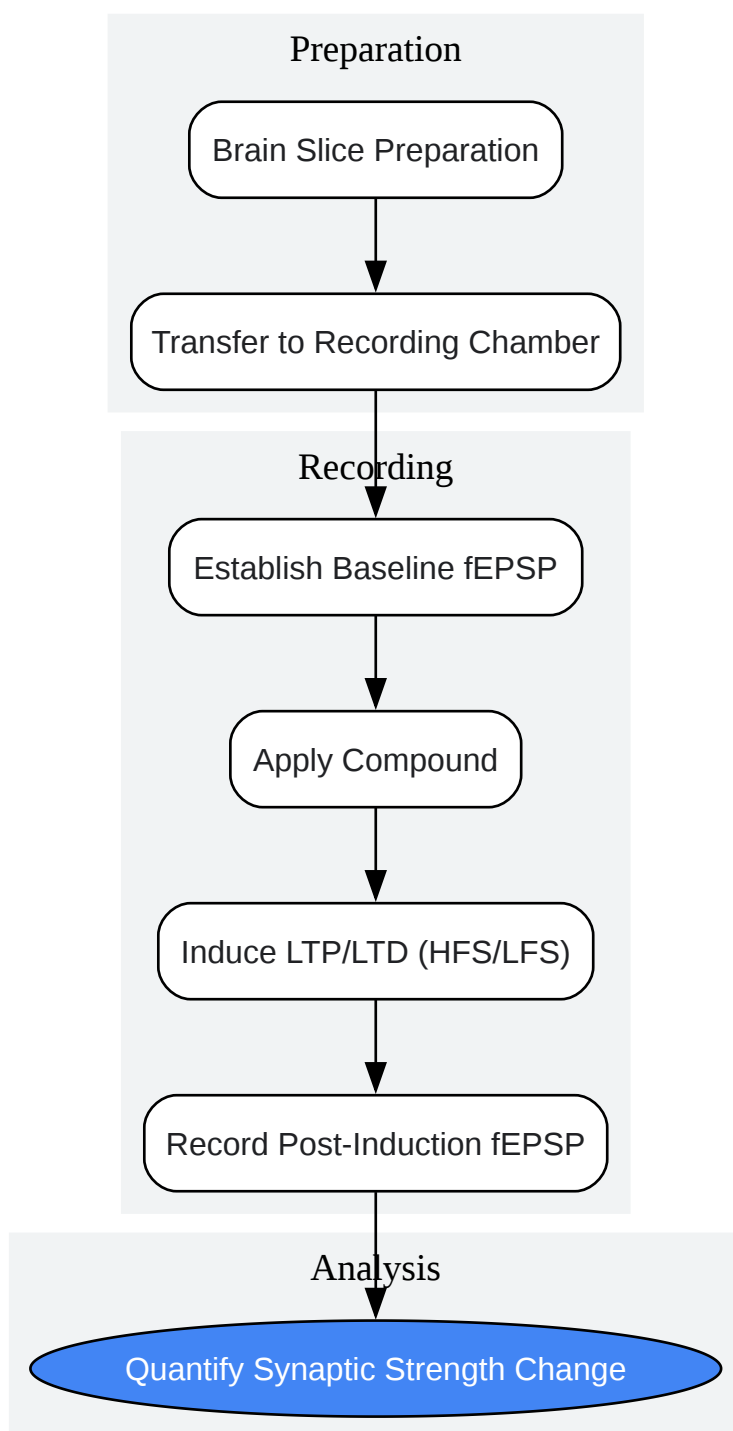 Preparation
Brain Slice Preparation
Transfer to Recording Chamber
Recording
Establish Baseline fEPSP
Apply Compound
Induce LTP/LTD (HFS/LFS)
Record Post-Induction fEPSP
Analysis
Quantify Synaptic Strength Change